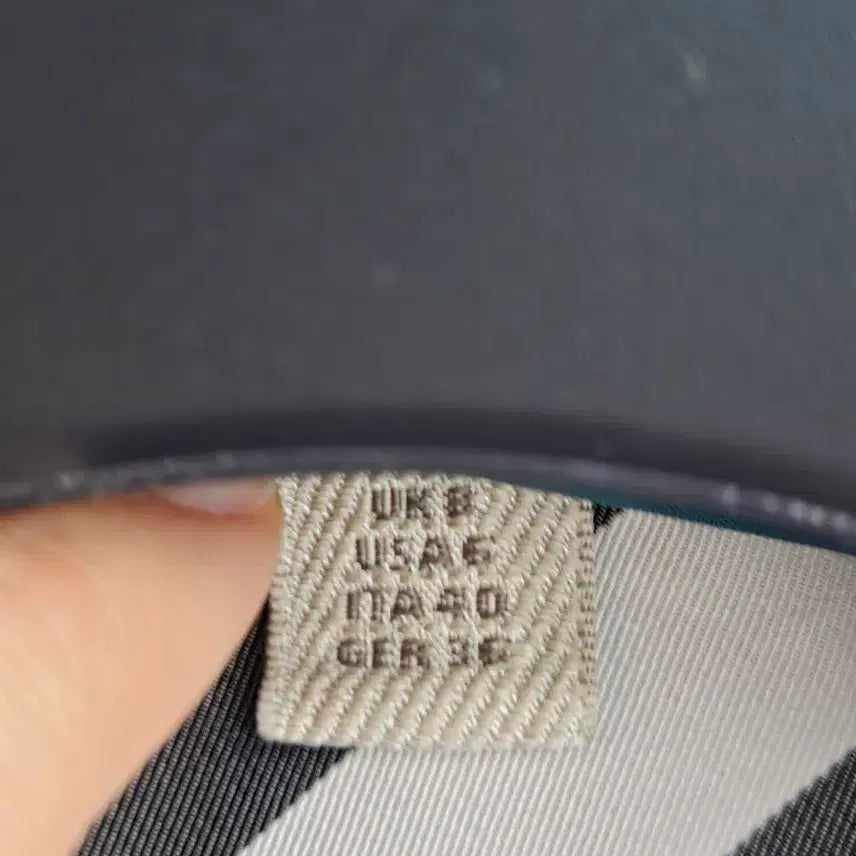 UK 8
USA 6
ITA 40
GER 36